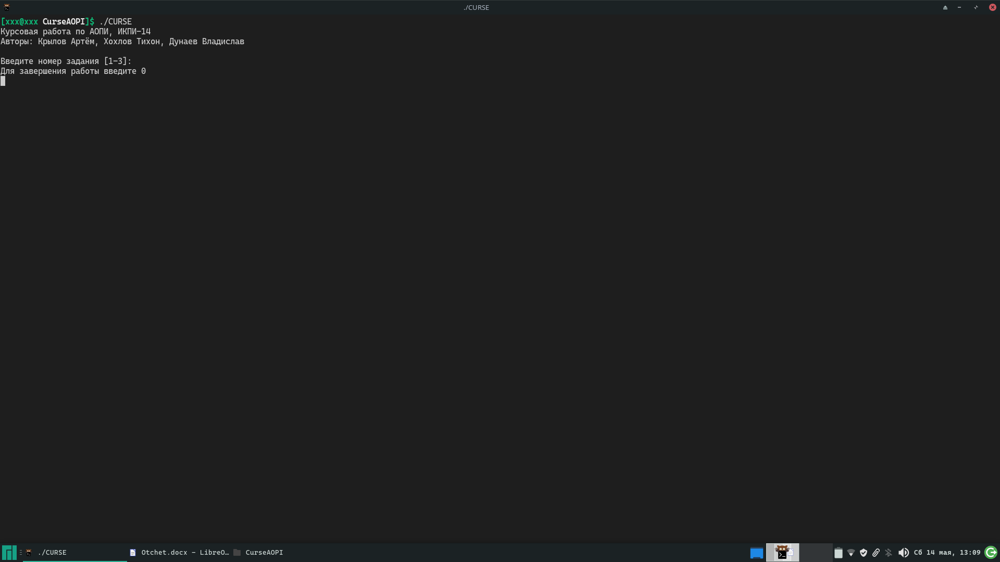 ./CURSE
[xxx@xxx CurseAOPI]$ ./CURSE
Курсовая работа по АОПИ, ИКПИ-14
Авторы: Крылов Артём, Хохлов Тихон, Дунаев Владислав
Введите номер задания [1-3]:
Для завершения работы введите 0
./CURSE
Otchet.docx - LibreO…
CurseAOPI
Сб 14 мая, 13:09